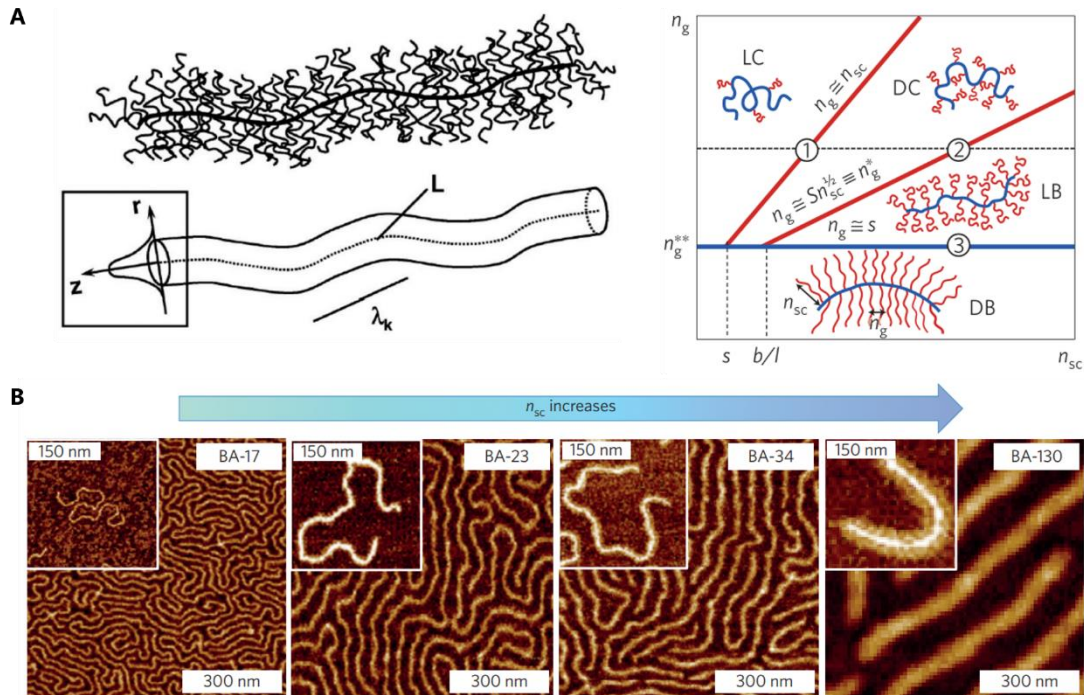 A
r
z
L
λk
ng
LC
DC
ng ≅ nsc
1
2
ng ≅ Snsc^½ ≡ ng*
LB
ng ≅ s
ng**
3
nsc
DB
ng
s
b/l
nsc
B
nsc increases
150 nm
BA-17
150 nm
BA-23
150 nm
BA-34
150 nm
BA-130
300 nm
300 nm
300 nm
300 nm